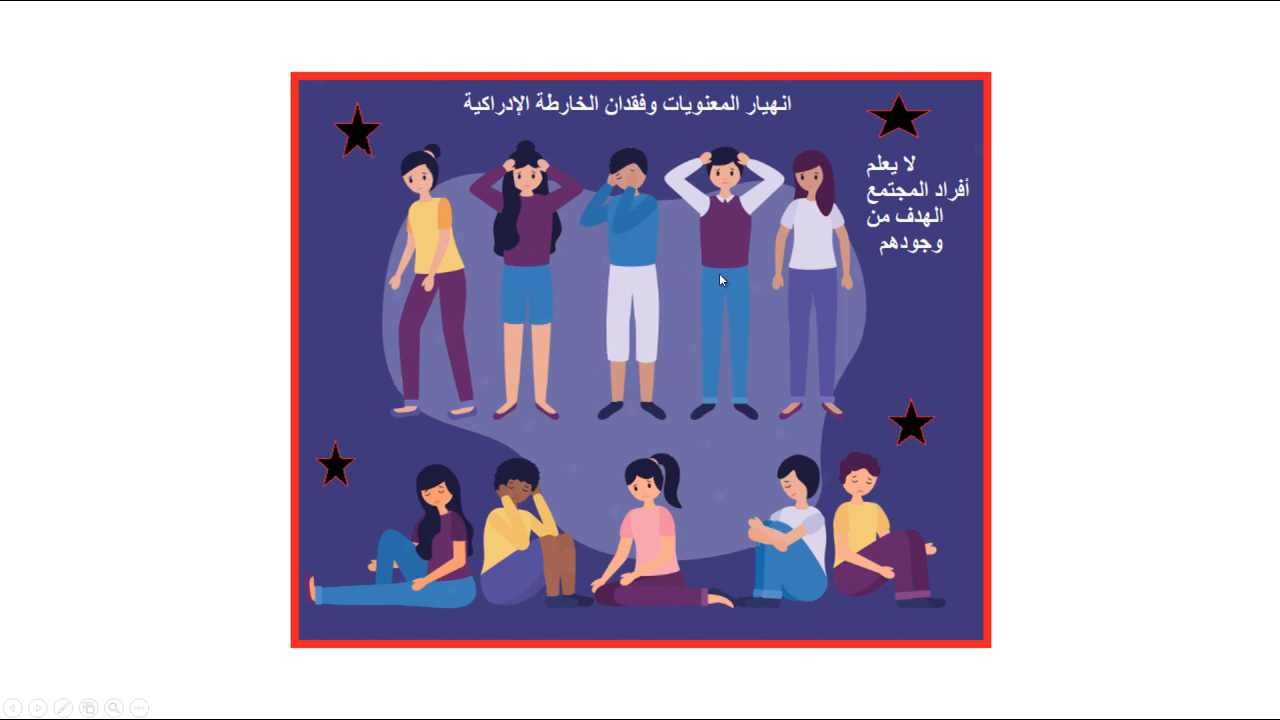 انهيار المعنويات وفقدان الخارطة الإدراكية
لا يعلم
أفراد المجتمع
الهدف من
وجودهم